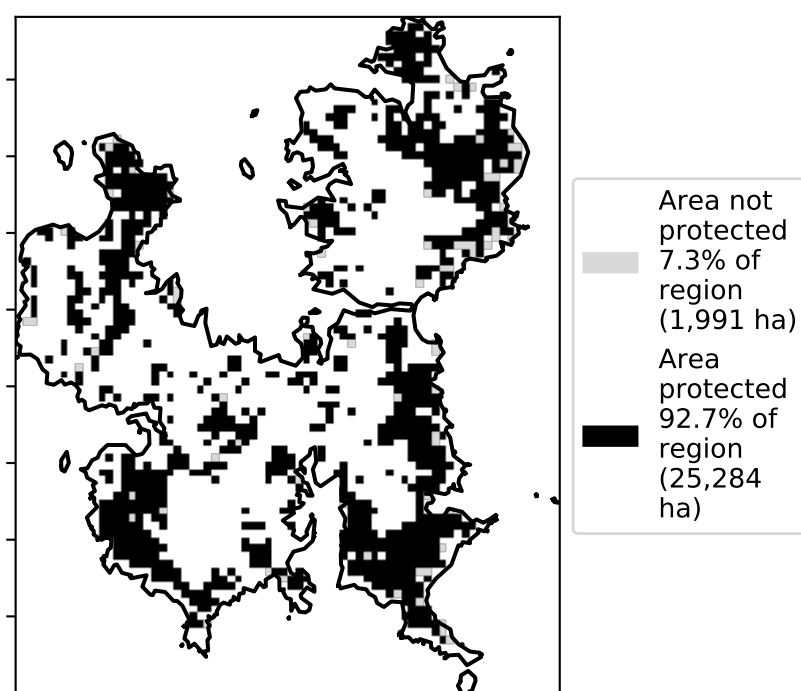 Area not
protected
7.3% of
region
(1,991 ha)
Area
protected
92.7% of
region
(25,284
ha)